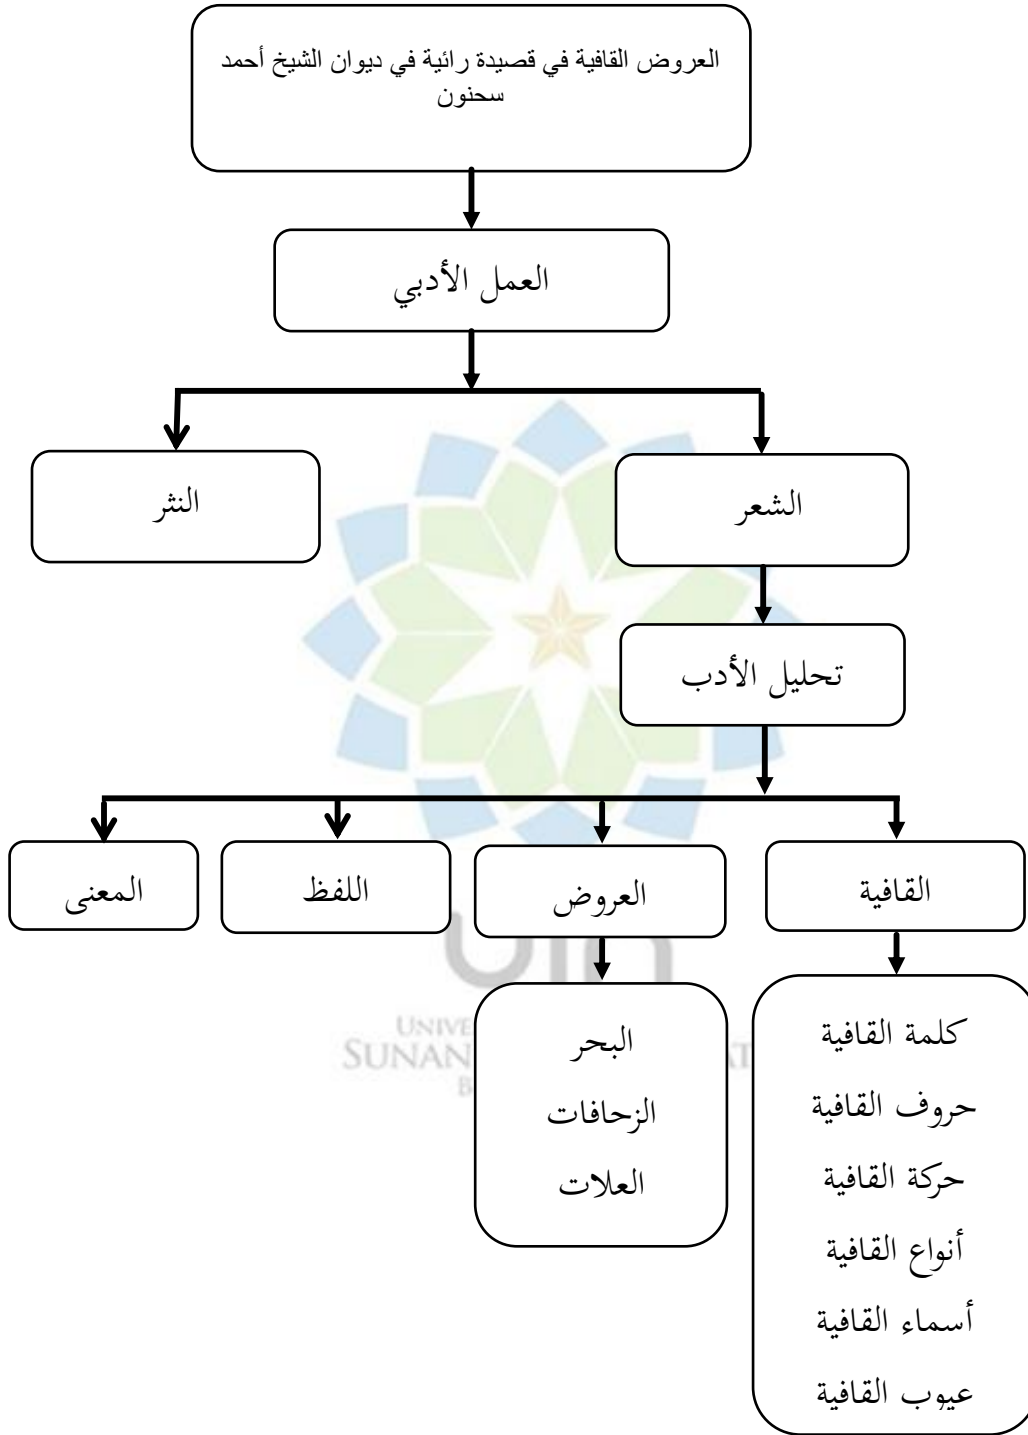 العروض القافية في قصيدة رائية في ديوان الشيخ أحمد
سحنون
العمل الأدبي
الشعر
النثر
تحليل الأدب
القافية
العروض
اللفظ
المعنى
كلمة القافية
حروف القافية
حركة القافية
أنواع القافية
أسماء القافية
عيوب القافية
البحر
الزحافات
العلات
SUNAN